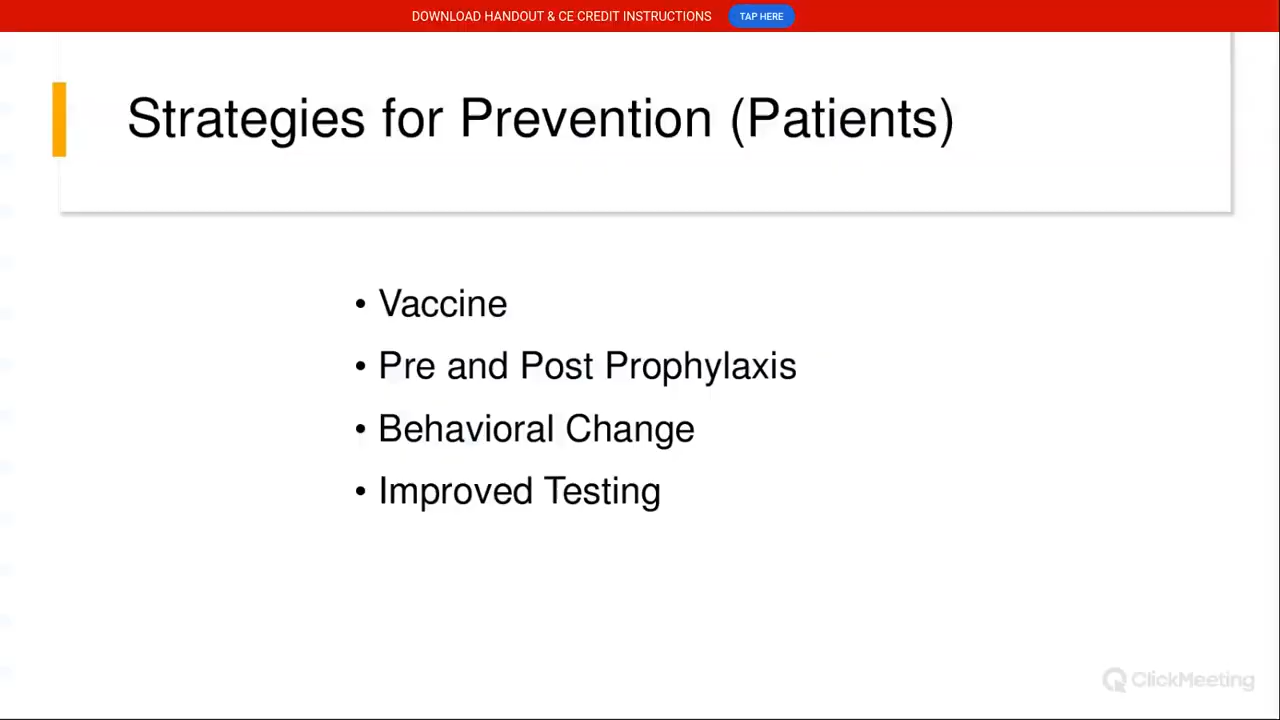 DOWNLOAD HANDOUT & CE CREDIT INSTRUCTIONS TAP HERE
Strategies for Prevention (Patients)
• Vaccine
• Pre and Post Prophylaxis
• Behavioral Change
• Improved Testing
ClickMeeting